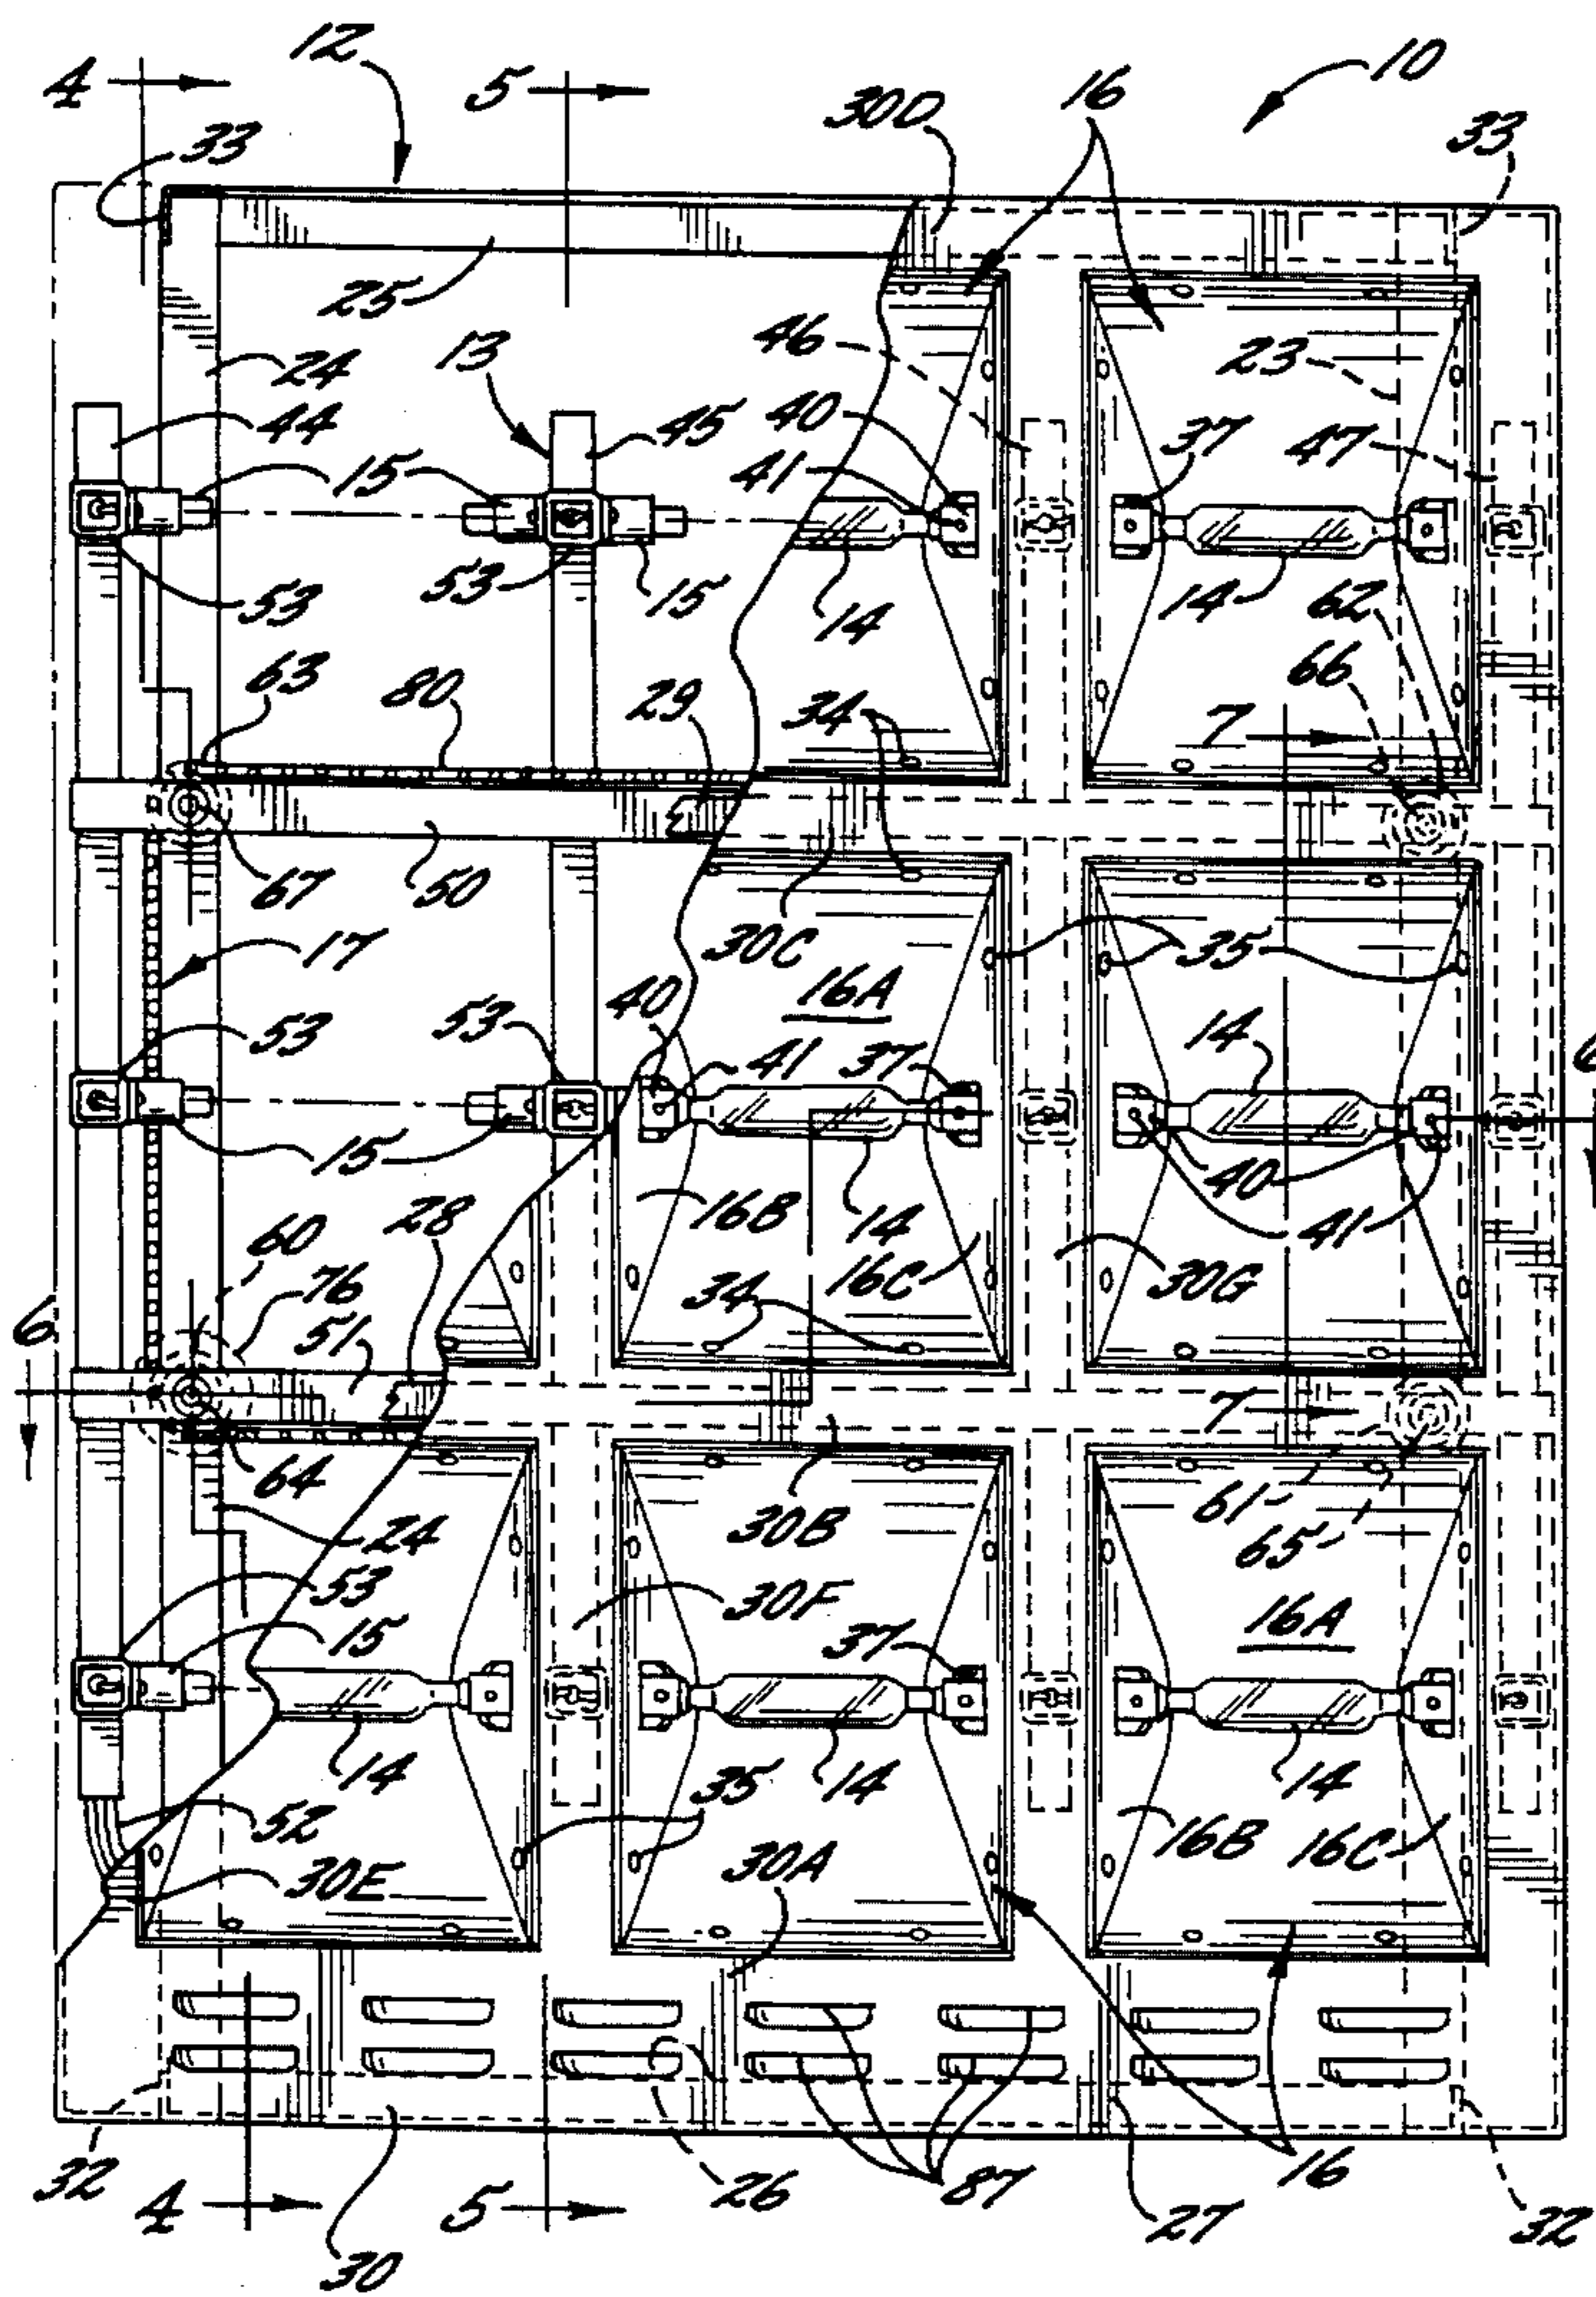 4 12 5 30D 16 10
33 33
25
24 13 46 23
44 45 40 37 47
15 41
53 53 15 14 14 62
63 80 29 34 66
7
67 50 30C 35
17 16A
53 53 40 41 37 14 6
15 40
28 16B 14 41
60 16C 30G
76 34
6 51
7
64 30B 61
24 65
53 30F 16A
15 37
14 14 14
52 35 16B 16C
30E 30A
32 4 5 26 87 27 16 32
30